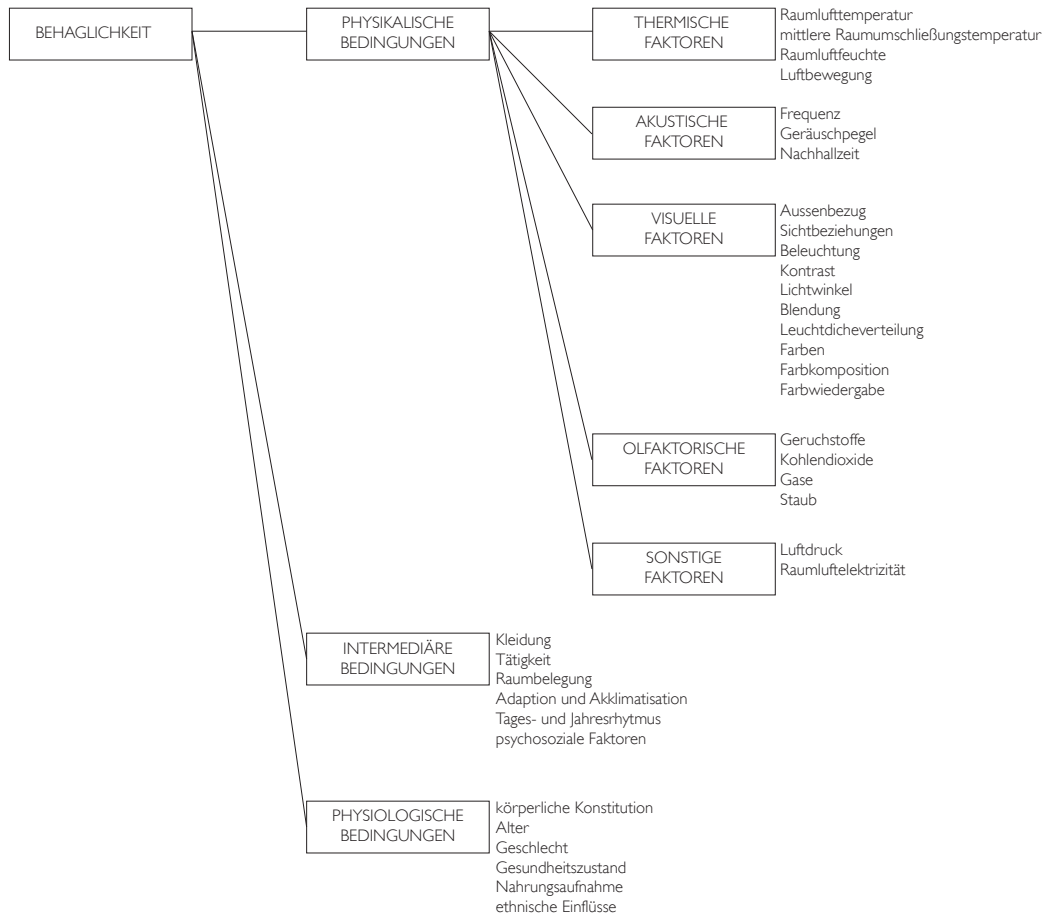 BEHAGLICHKEIT
PHYSIKALISCHE
BEDINGUNGEN
THERMISCHE
FAKTOREN
Raumlufttemperatur
mittlere Raumumschließungstemperatur
Raumluftfeuchte
Luftbewegung
AKUSTISCHE
FAKTOREN
Frequenz
Geräuschpegel
Nachhallzeit
VISUELLE
FAKTOREN
Aussenbezug
Sichtbeziehungen
Beleuchtung
Kontrast
Lichtwinkel
Blendung
Leuchtdicheverteilung
Farben
Farbkomposition
Farbwiedergabe
OLFAKTORISCHE
FAKTOREN
Geruchstoffe
Kohlendioxide
Gase
Staub
SONSTIGE
FAKTOREN
Luftdruck
Raumluftelektrizität
INTERMEDIÄRE
BEDINGUNGEN
Kleidung
Tätigkeit
Raumbelegung
Adaption und Akklimatisation
Tages- und Jahresrhytmus
psychosoziale Faktoren
PHYSIOLOGISCHE
BEDINGUNGEN
körperliche Konstitution
Alter
Geschlecht
Gesundheitszustand
Nahrungsaufnahme
ethnische Einflüsse